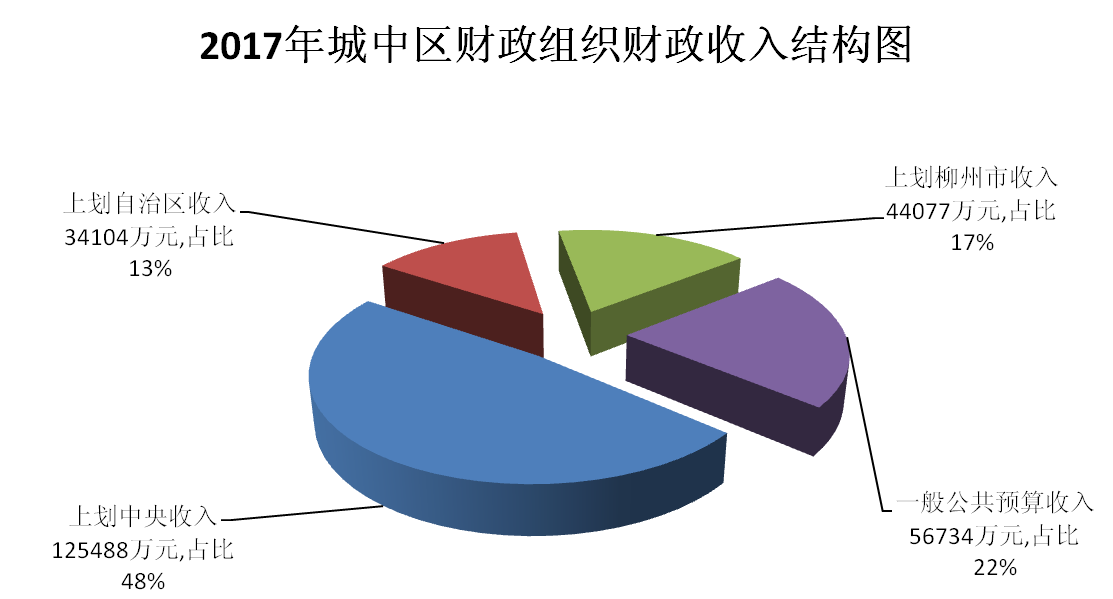 2017年城中区财政组织财政收入结构图
上划自治区收入
34104万元,占比
13%
上划柳州市收入
44077万元,占比
17%
上划中央收入
125488万元,占比
48%
一般公共预算收入
56734万元,占比
22%